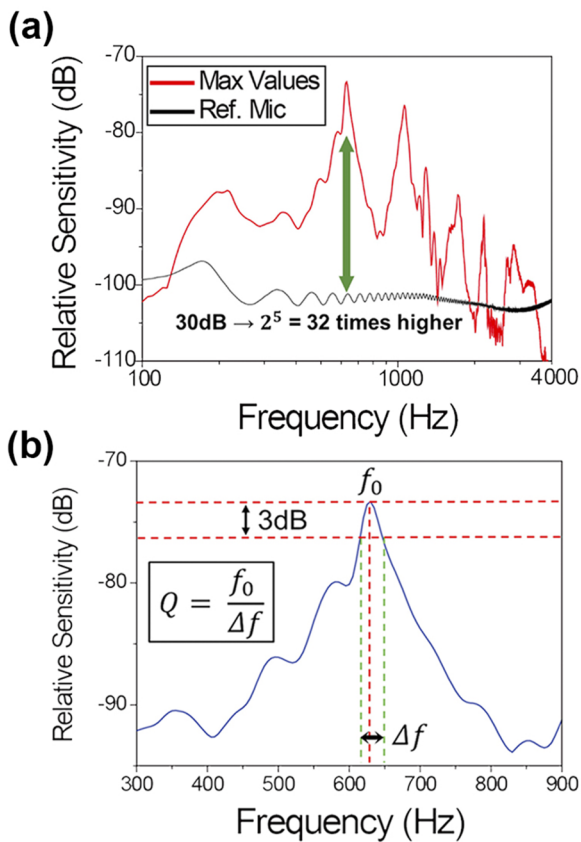 (a)
Relative Sensitivity (dB)
-70
-80
-90
-100
-110
Max Values
Ref. Mic
30dB → 2⁵ = 32 times higher
100
1000
4000
Frequency (Hz)
(b)
Relative Sensitivity (dB)
-70
-80
-90
f₀
3dB
Q = f₀/Δf
Δf
300 400 500 600 700 800 900
Frequency (Hz)